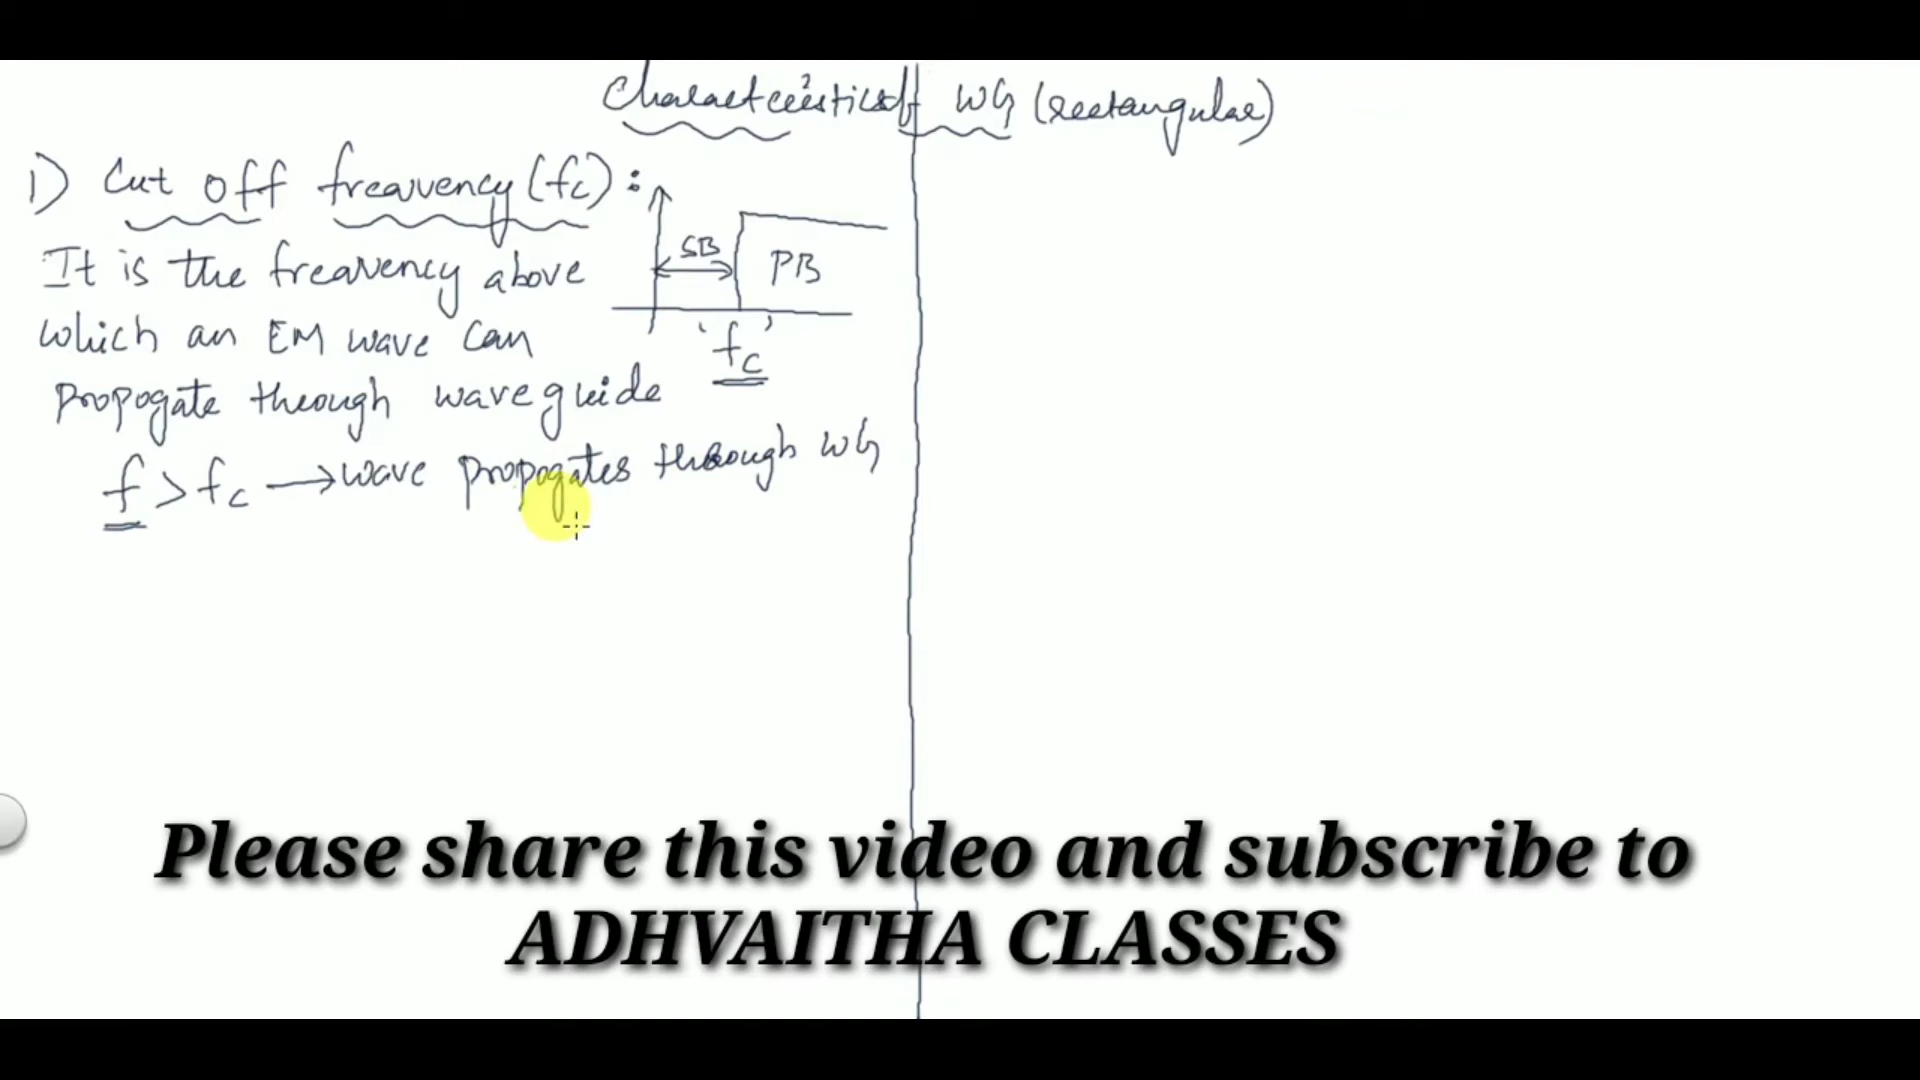 Characteristics of WG (rectangular)
1) Cut off frequency (fc) :
It is the frequency above
which an EM wave can
propogate through waveguide
f > fc → wave propogates through WG
SB
PB
'fc'
Please share this video and subscribe to
ADHVAITHA CLASSES